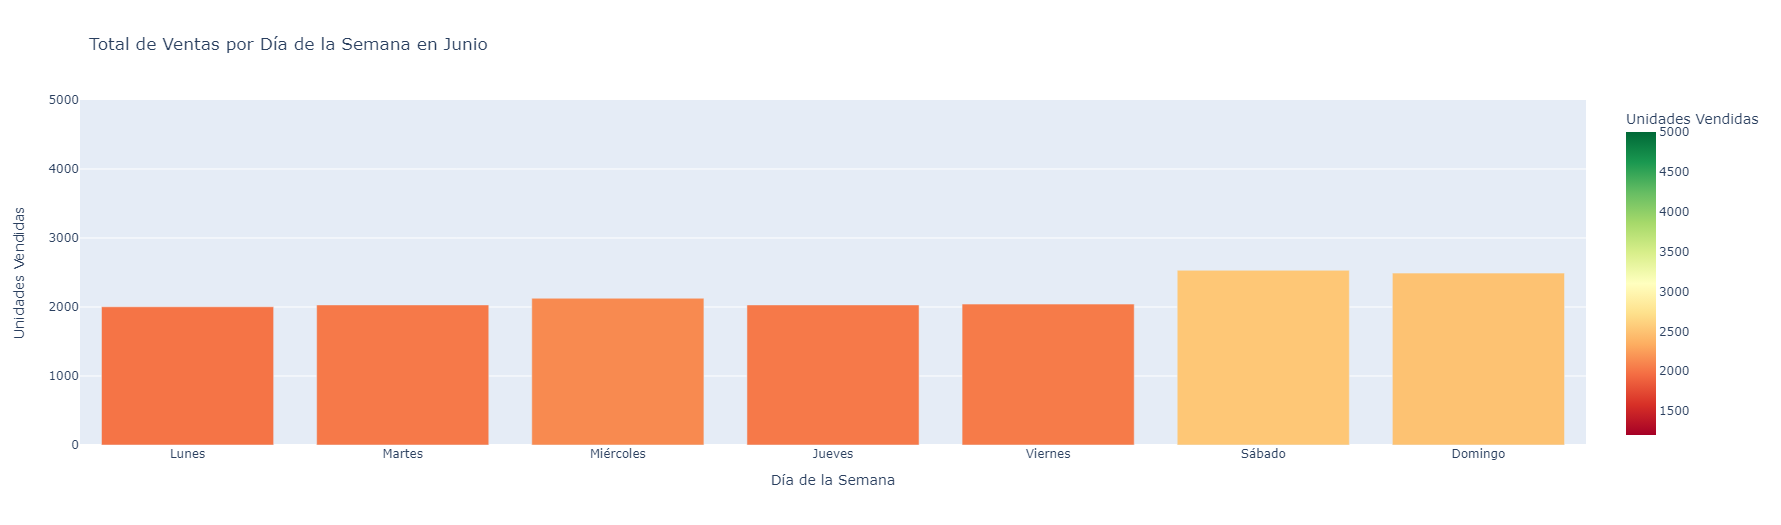 Total de Ventas por Día de la Semana en Junio
Unidades Vendidas
5000
4000
3000
2000
1000
0
Lunes
Martes
Miércoles
Jueves
Viernes
Sábado
Domingo
Día de la Semana
Unidades Vendidas
5000
4500
4000
3500
3000
2500
2000
1500